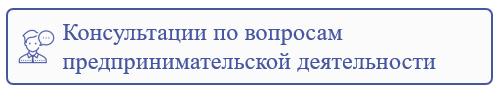 Консультации по вопросам
предпринимательской деятельности